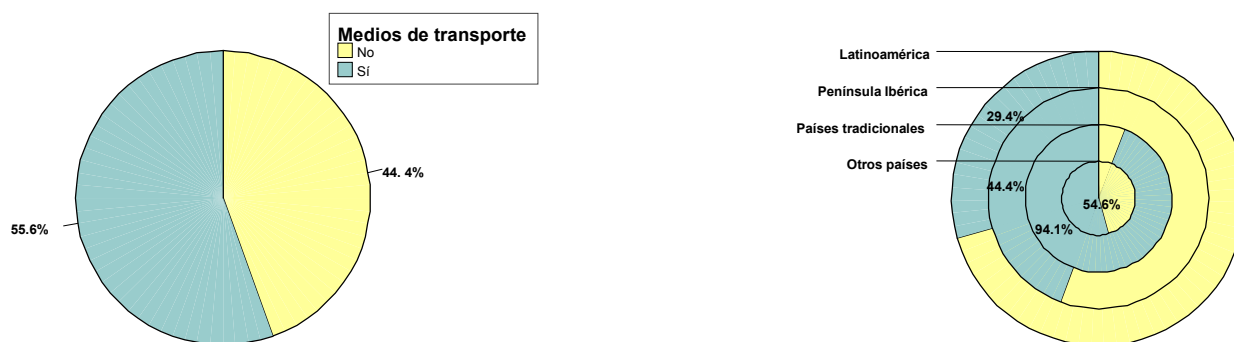 Medios de transporte
No
Sí
44. 4%
55.6%
Latinoamérica
Península Ibérica
Países tradicionales
Otros países
29.4%
44.4%
54.6%
94.1%